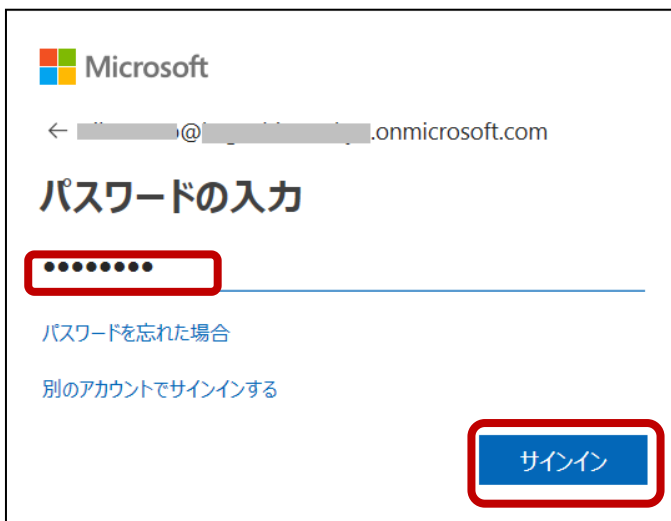 Microsoft
← @ .onmicrosoft.com
パスワードの入力
••••••••
パスワードを忘れた場合
別のアカウントでサインインする
サインイン